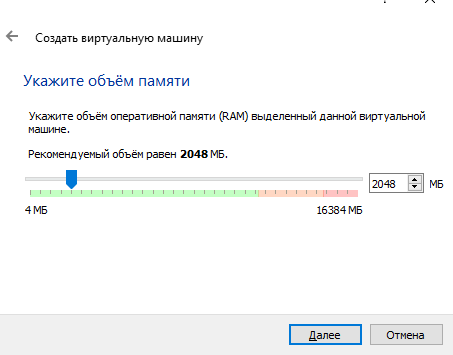 Создать виртуальную машину
Укажите объём памяти
Укажите объём оперативной памяти (RAM) выделенный данной виртуальной
машине.
Рекомендуемый объём равен 2048 МБ.
2048 МБ
4 МБ 16384 МБ
Далее Отмена